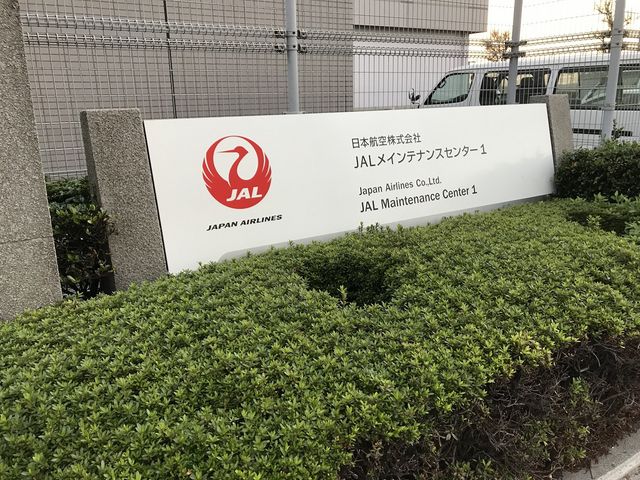 JAL
JAPAN AIRLINES
日本航空株式会社
JALメインテナンスセンター1
Japan Airlines Co.,Ltd.
JAL Maintenance Center 1